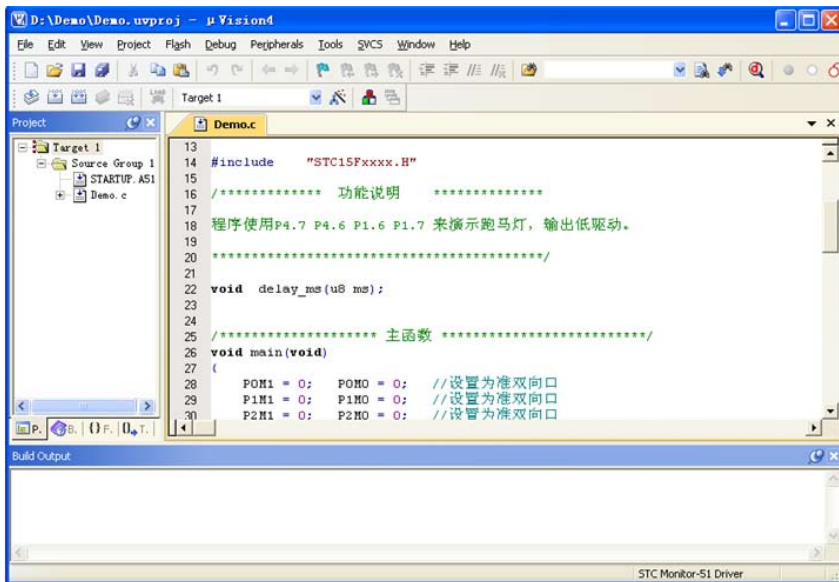 D:\Demo\Demo.uvproj - µVision4
File Edit View Project Flash Debug Peripherals Tools SVCS Window Help
Target 1
Project
Demo.c
Target 1
Source Group 1
STARTUP.A51
Demo.c
13
14 #include "STC15Fxxxx.H"
15
16 /************* 功能说明 **************
17
18 程序使用P4.7 P4.6 P1.6 P1.7 来演示跑马灯，输出低驱动。
19
20 ******************************************/
21
22 void delay_ms(u8 ms);
23
24
25 /******************** 主函数 **************************/
26 void main(void)
27 {
28 P0M1 = 0; P0M0 = 0; //设置为准双向口
29 P1M1 = 0; P1M0 = 0; //设置为准双向口
30 P2M1 = 0; P2M0 = 0; //设置为准双向口
P. B. {} F. 0 T.
Build Output
STC Monitor-51 Driver